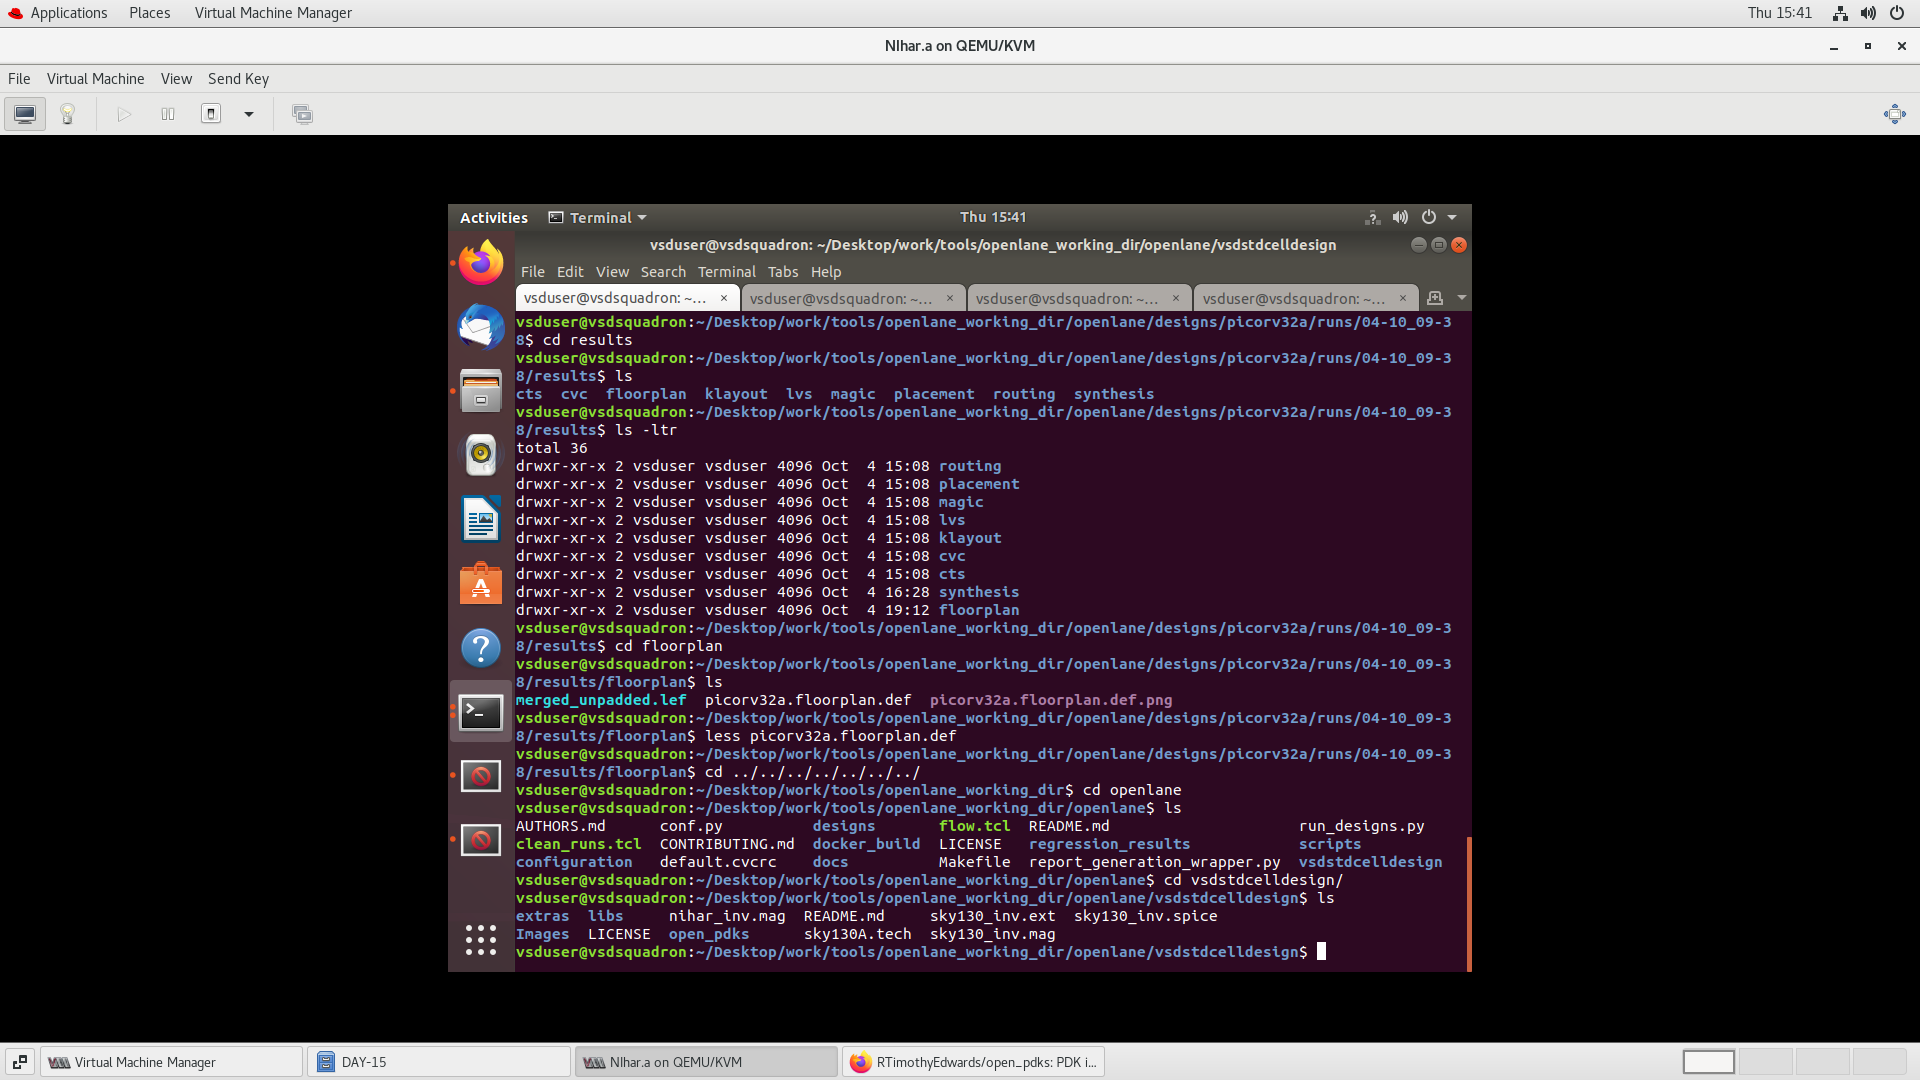 Applications Places Virtual Machine Manager Thu 15:41
NIhar.a on QEMU/KVM
File Virtual Machine View Send Key
Activities Terminal Thu 15:41
vsduser@vsdsquadron: ~/Desktop/work/tools/openlane_working_dir/openlane/vsdstdcelldesign
File Edit View Search Terminal Tabs Help
vsduser@vsdsquadron: ~... × vsduser@vsdsquadron: ~... × vsduser@vsdsquadron: ~... × vsduser@vsdsquadron: ~... ×
vsduser@vsdsquadron:~/Desktop/work/tools/openlane_working_dir/openlane/designs/picorv32a/runs/04-10_09-3
8$ cd results
vsduser@vsdsquadron:~/Desktop/work/tools/openlane_working_dir/openlane/designs/picorv32a/runs/04-10_09-3
8/results$ ls
cts cvc floorplan klayout lvs magic placement routing synthesis
vsduser@vsdsquadron:~/Desktop/work/tools/openlane_working_dir/openlane/designs/picorv32a/runs/04-10_09-3
8/results$ ls -ltr
total 36
drwxr-xr-x 2 vsduser vsduser 4096 Oct 4 15:08 routing
drwxr-xr-x 2 vsduser vsduser 4096 Oct 4 15:08 placement
drwxr-xr-x 2 vsduser vsduser 4096 Oct 4 15:08 magic
drwxr-xr-x 2 vsduser vsduser 4096 Oct 4 15:08 lvs
drwxr-xr-x 2 vsduser vsduser 4096 Oct 4 15:08 klayout
drwxr-xr-x 2 vsduser vsduser 4096 Oct 4 15:08 cvc
drwxr-xr-x 2 vsduser vsduser 4096 Oct 4 15:08 cts
drwxr-xr-x 2 vsduser vsduser 4096 Oct 4 16:28 synthesis
drwxr-xr-x 2 vsduser vsduser 4096 Oct 4 19:12 floorplan
vsduser@vsdsquadron:~/Desktop/work/tools/openlane_working_dir/openlane/designs/picorv32a/runs/04-10_09-3
8/results$ cd floorplan
vsduser@vsdsquadron:~/Desktop/work/tools/openlane_working_dir/openlane/designs/picorv32a/runs/04-10_09-3
8/results/floorplan$ ls
merged_unpadded.lef picorv32a.floorplan.def picorv32a.floorplan.def.png
vsduser@vsdsquadron:~/Desktop/work/tools/openlane_working_dir/openlane/designs/picorv32a/runs/04-10_09-3
8/results/floorplan$ less picorv32a.floorplan.def
vsduser@vsdsquadron:~/Desktop/work/tools/openlane_working_dir/openlane/designs/picorv32a/runs/04-10_09-3
8/results/floorplan$ cd ../../../../../../../
vsduser@vsdsquadron:~/Desktop/work/tools/openlane_working_dir$ cd openlane
vsduser@vsdsquadron:~/Desktop/work/tools/openlane_working_dir/openlane$ ls
AUTHORS.md conf.py designs flow.tcl README.md run_designs.py
clean_runs.tcl CONTRIBUTING.md docker_build LICENSE regression_results scripts
configuration default.cvcrc docs Makefile report_generation_wrapper.py vsdstdcelldesign
vsduser@vsdsquadron:~/Desktop/work/tools/openlane_working_dir/openlane$ cd vsdstdcelldesign/
vsduser@vsdsquadron:~/Desktop/work/tools/openlane_working_dir/openlane/vsdstdcelldesign$ ls
extras libs nihar_inv.mag README.md sky130_inv.ext sky130_inv.spice
Images LICENSE open_pdks sky130A.tech sky130_inv.mag
vsduser@vsdsquadron:~/Desktop/work/tools/openlane_working_dir/openlane/vsdstdcelldesign$
Virtual Machine Manager DAY-15 NIhar.a on QEMU/KVM RTimothyEdwards/open_pdks: PDK i...